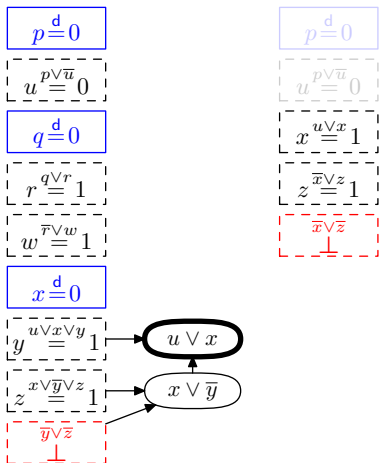 p =ᵈ 0
u =^{p∨u̅} 0
q =ᵈ 0
r =^{q∨r} 1
w =^{r̅∨w} 1
x =ᵈ 0
y =^{u∨x∨y} 1
z =^{x∨y̅∨z} 1
y̅∨z̅
⊥
u ∨ x
x ∨ y̅
p =ᵈ 0
u =^{p∨u̅} 0
x =^{u∨x} 1
z =^{x̅∨z} 1
x̅∨z̅
⊥